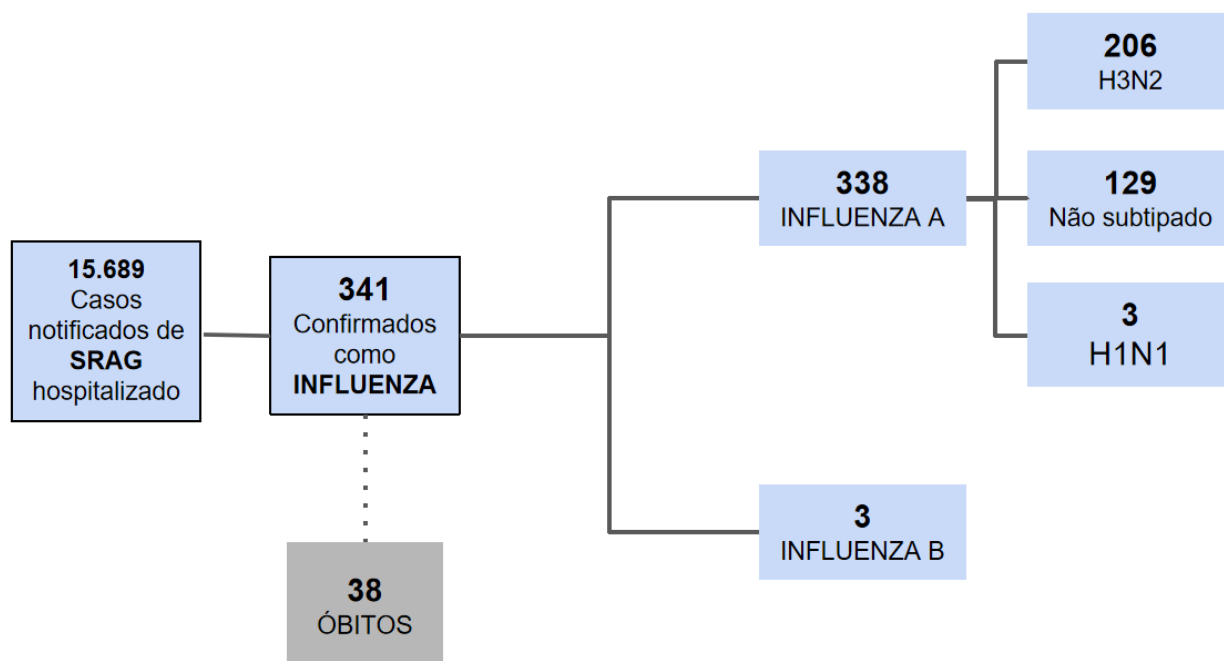 15.689
Casos
notificados de
SRAG
hospitalizado
341
Confirmados
como
INFLUENZA
38
ÓBITOS
338
INFLUENZA A
3
INFLUENZA B
206
H3N2
129
Não subtipado
3
H1N1